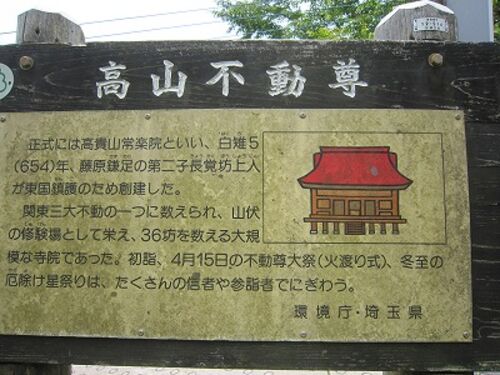 高山不動尊
正式には高貴山常楽院といい、白雉5
(654)年、藤原鎌足の第二子長覚坊上人
が東国鎮護のため創建した。
関東三大不動の一つに数えられ、山伏
の修験場として栄え、36坊を数える大規
模な寺院であった。初詣、4月15日の不動尊大祭(火渡り式)、冬至の
厄除け星祭りは、たくさんの信者や参詣者でにぎわう。
環境庁・埼玉県